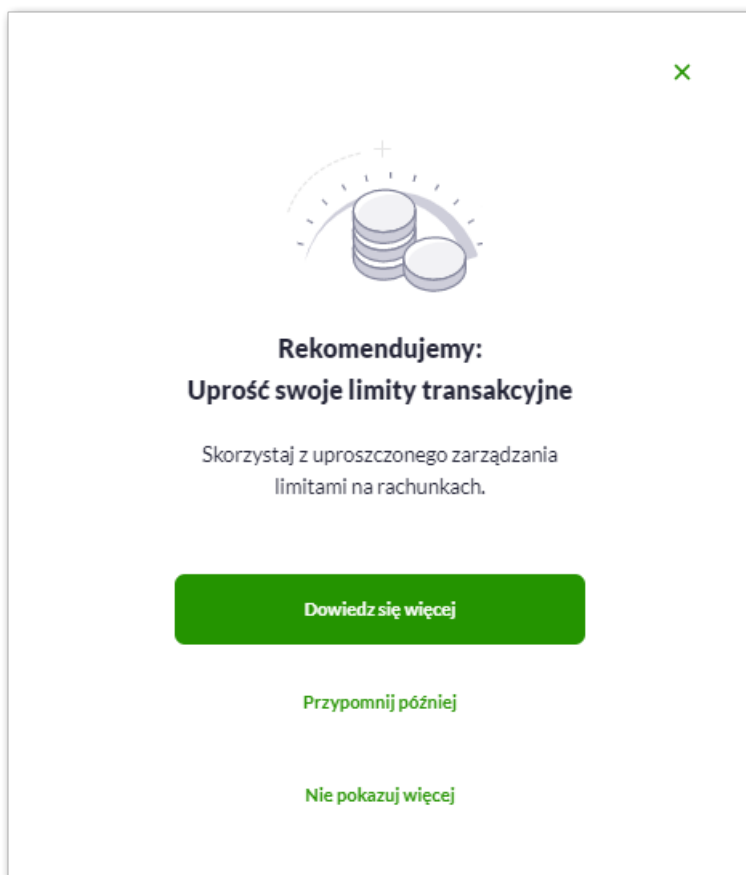 Rekomendujemy:
Uprość swoje limity transakcyjne
Skorzystaj z uproszczonego zarządzania
limitami na rachunkach.
Dowiedz się więcej
Przypomnij później
Nie pokazuj więcej